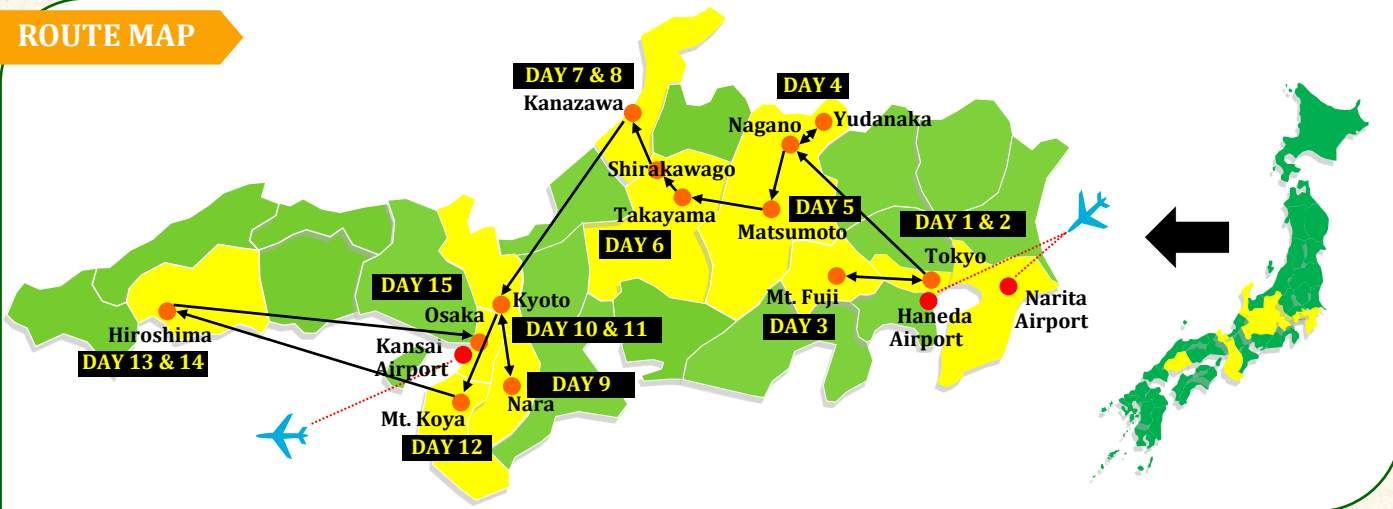 ROUTE MAP
DAY 7 & 8
Kanazawa
DAY 4
Nagano
Yudanaka
Shirakawago
Takayama
DAY 6
DAY 5
Matsumoto
DAY 1 & 2
Tokyo
Mt. Fuji
DAY 3
Haneda
Airport
Narita
Airport
DAY 15
Osaka
Kyoto
DAY 10 & 11
Hiroshima
DAY 13 & 14
Kansai
Airport
DAY 9
Nara
Mt. Koya
DAY 12